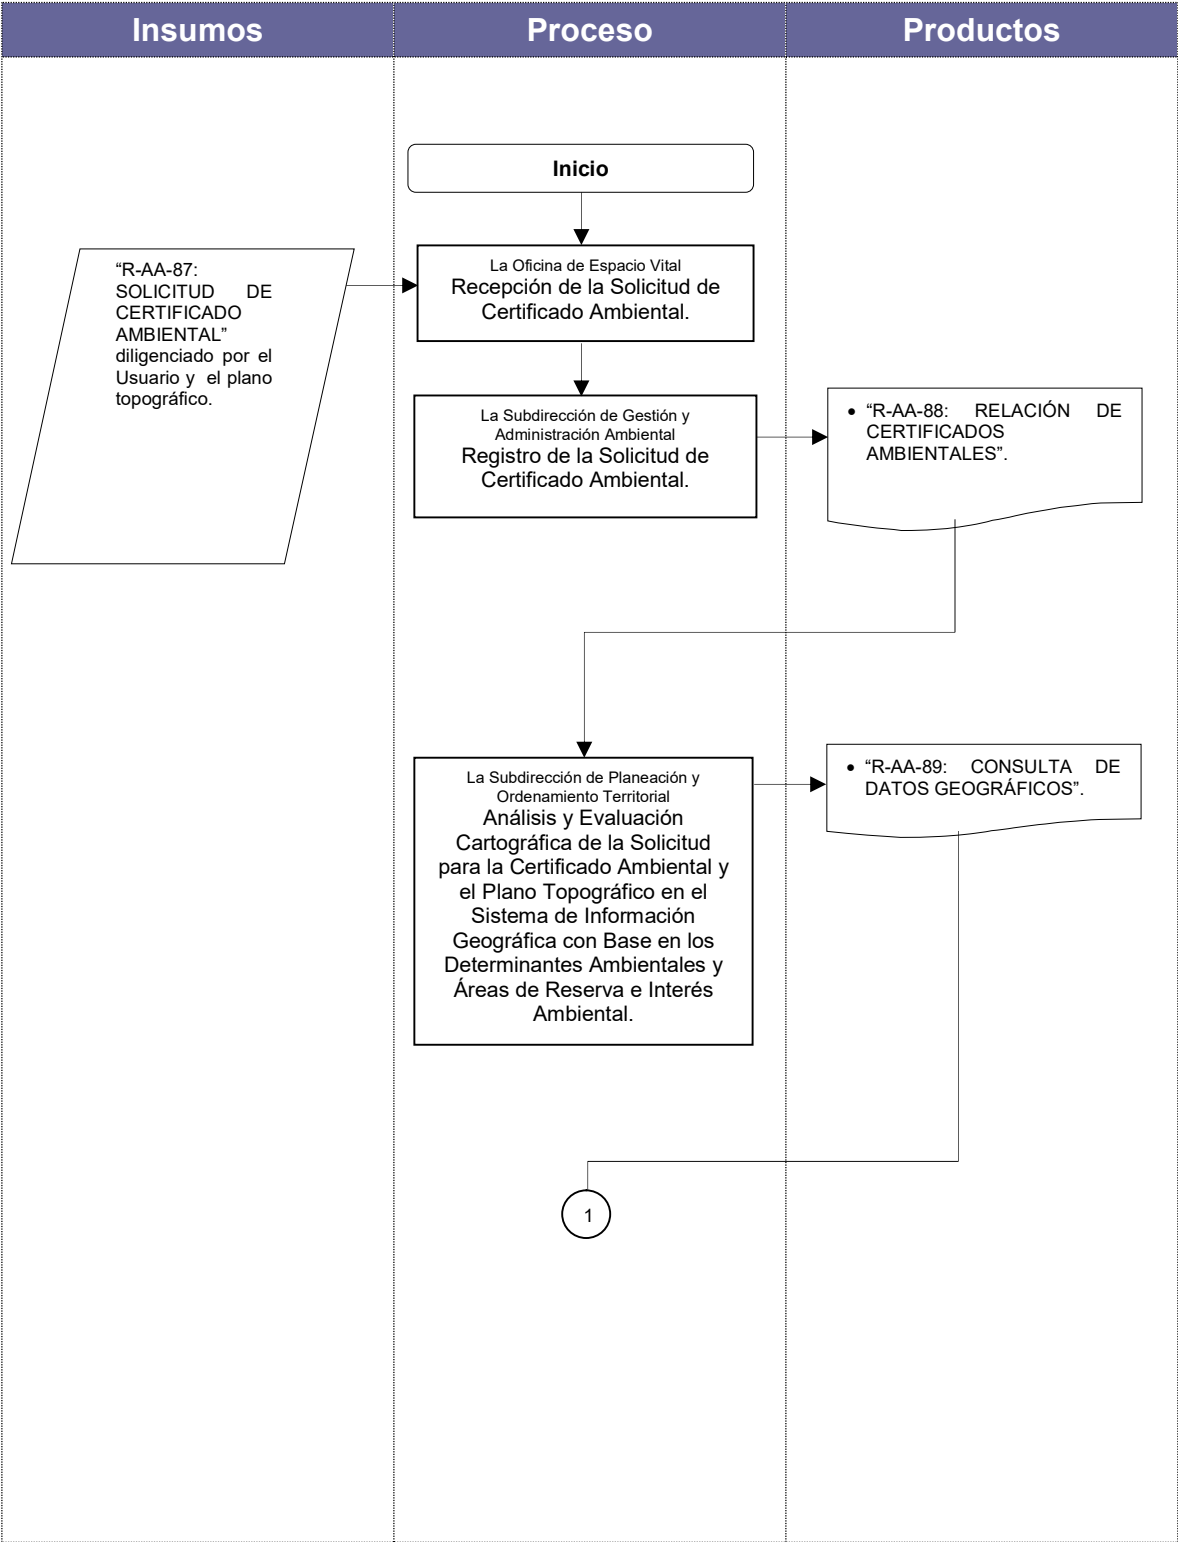 Insumos
Proceso
Productos
Inicio
“R-AA-87:
SOLICITUD DE
CERTIFICADO
AMBIENTAL”
diligenciado por el
Usuario y el plano
topográfico.
La Oficina de Espacio Vital
Recepción de la Solicitud de
Certificado Ambiental.
La Subdirección de Gestión y
Administración Ambiental
Registro de la Solicitud de
Certificado Ambiental.
• “R-AA-88: RELACIÓN DE
CERTIFICADOS
AMBIENTALES”.
La Subdirección de Planeación y
Ordenamiento Territorial
Análisis y Evaluación
Cartográfica de la Solicitud
para la Certificado Ambiental y
el Plano Topográfico en el
Sistema de Información
Geográfica con Base en los
Determinantes Ambientales y
Áreas de Reserva e Interés
Ambiental.
• “R-AA-89: CONSULTA DE
DATOS GEOGRÁFICOS”.
1